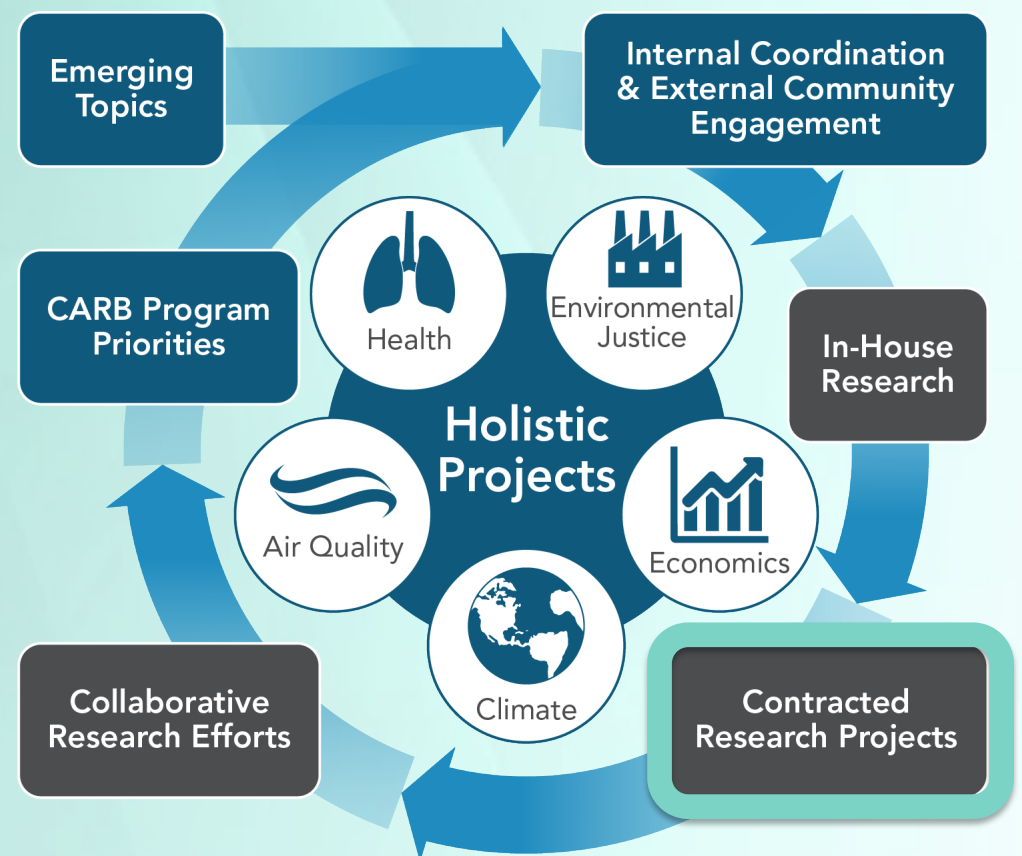 Emerging
Topics
Internal Coordination
& External Community
Engagement
CARB Program
Priorities
Health
Environmental
Justice
In-House
Research
Holistic
Projects
Air Quality
Economics
Climate
Collaborative
Research Efforts
Contracted
Research Projects